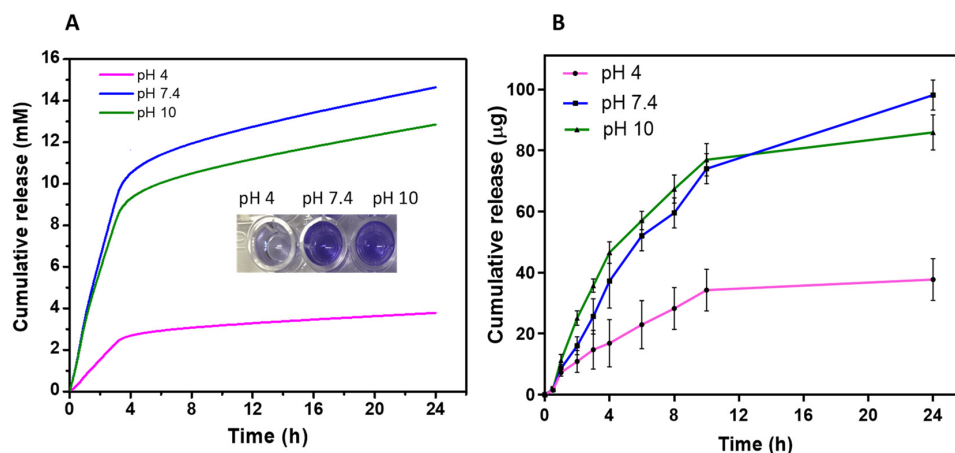 A
Cumulative release (mM)
16
14
12
10
8
6
4
2
0
pH 4
pH 7.4
pH 10
pH 4 pH 7.4 pH 10
0 4 8 12 16 20 24
Time (h)
B
Cumulative release (μg)
100
80
60
40
20
0
pH 4
pH 7.4
pH 10
0 4 8 12 16 20 24
Time (h)